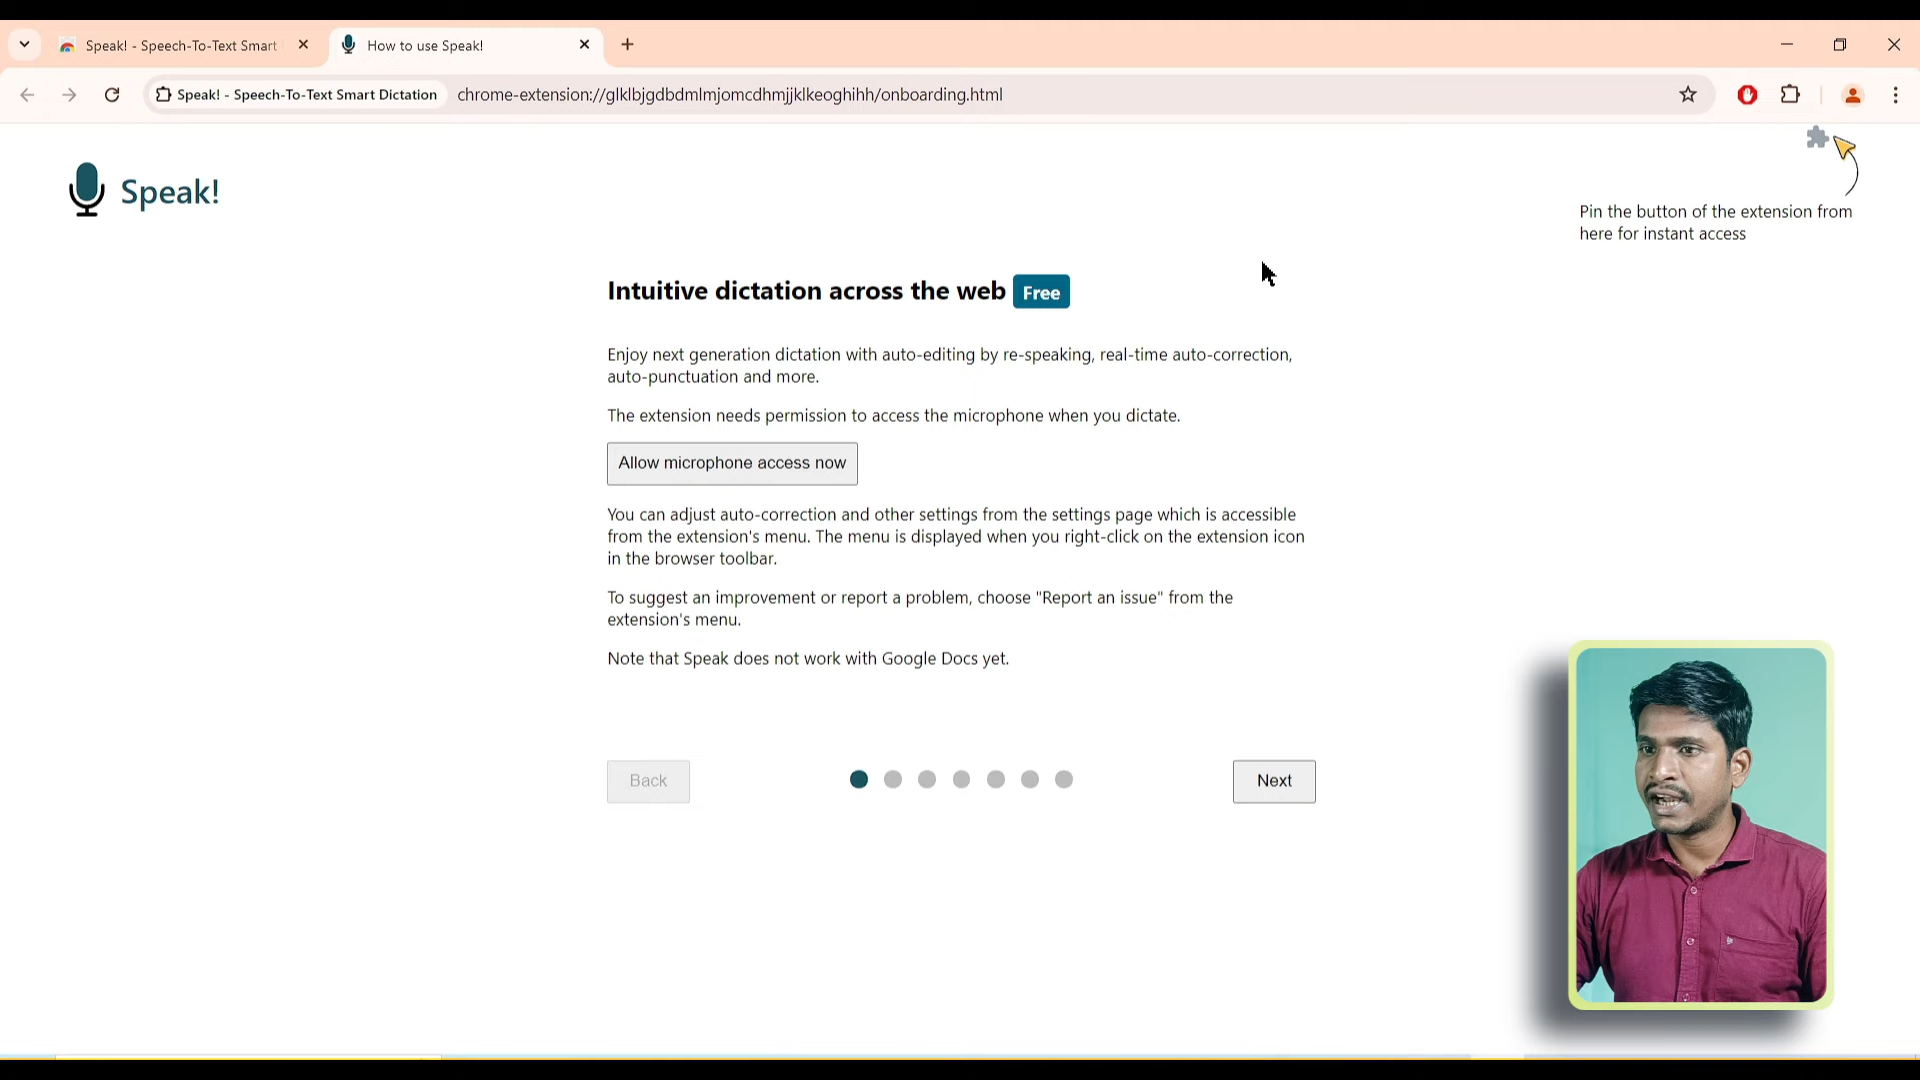 Speak! - Speech-To-Text Smart
How to use Speak!
Speak! - Speech-To-Text Smart Dictation
chrome-extension://glklbjgdbdmlmjomcdhmjjklkeoghihh/onboarding.html
Speak!
Pin the button of the extension from
here for instant access
Intuitive dictation across the web Free
Enjoy next generation dictation with auto-editing by re-speaking, real-time auto-correction,
auto-punctuation and more.
The extension needs permission to access the microphone when you dictate.
Allow microphone access now
You can adjust auto-correction and other settings from the settings page which is accessible
from the extension's menu. The menu is displayed when you right-click on the extension icon
in the browser toolbar.
To suggest an improvement or report a problem, choose "Report an issue" from the
extension's menu.
Note that Speak does not work with Google Docs yet.
Back
Next